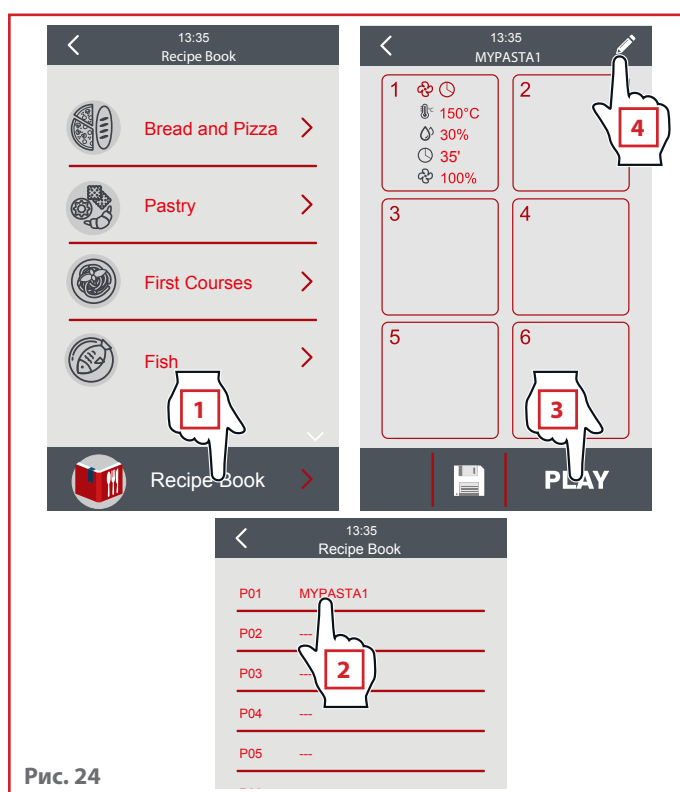 13:35
Recipe Book
Bread and Pizza
Pastry
First Courses
Fish
1
Recipe Book
13:35
MYPASTA1
4
1
150°C
30%
35'
100%
2
3
4
5
6
3
PLAY
13:35
Recipe Book
P01 MYPASTA1
P02 ---
2
P03 ---
P04 ---
P05 ---
Рис. 24